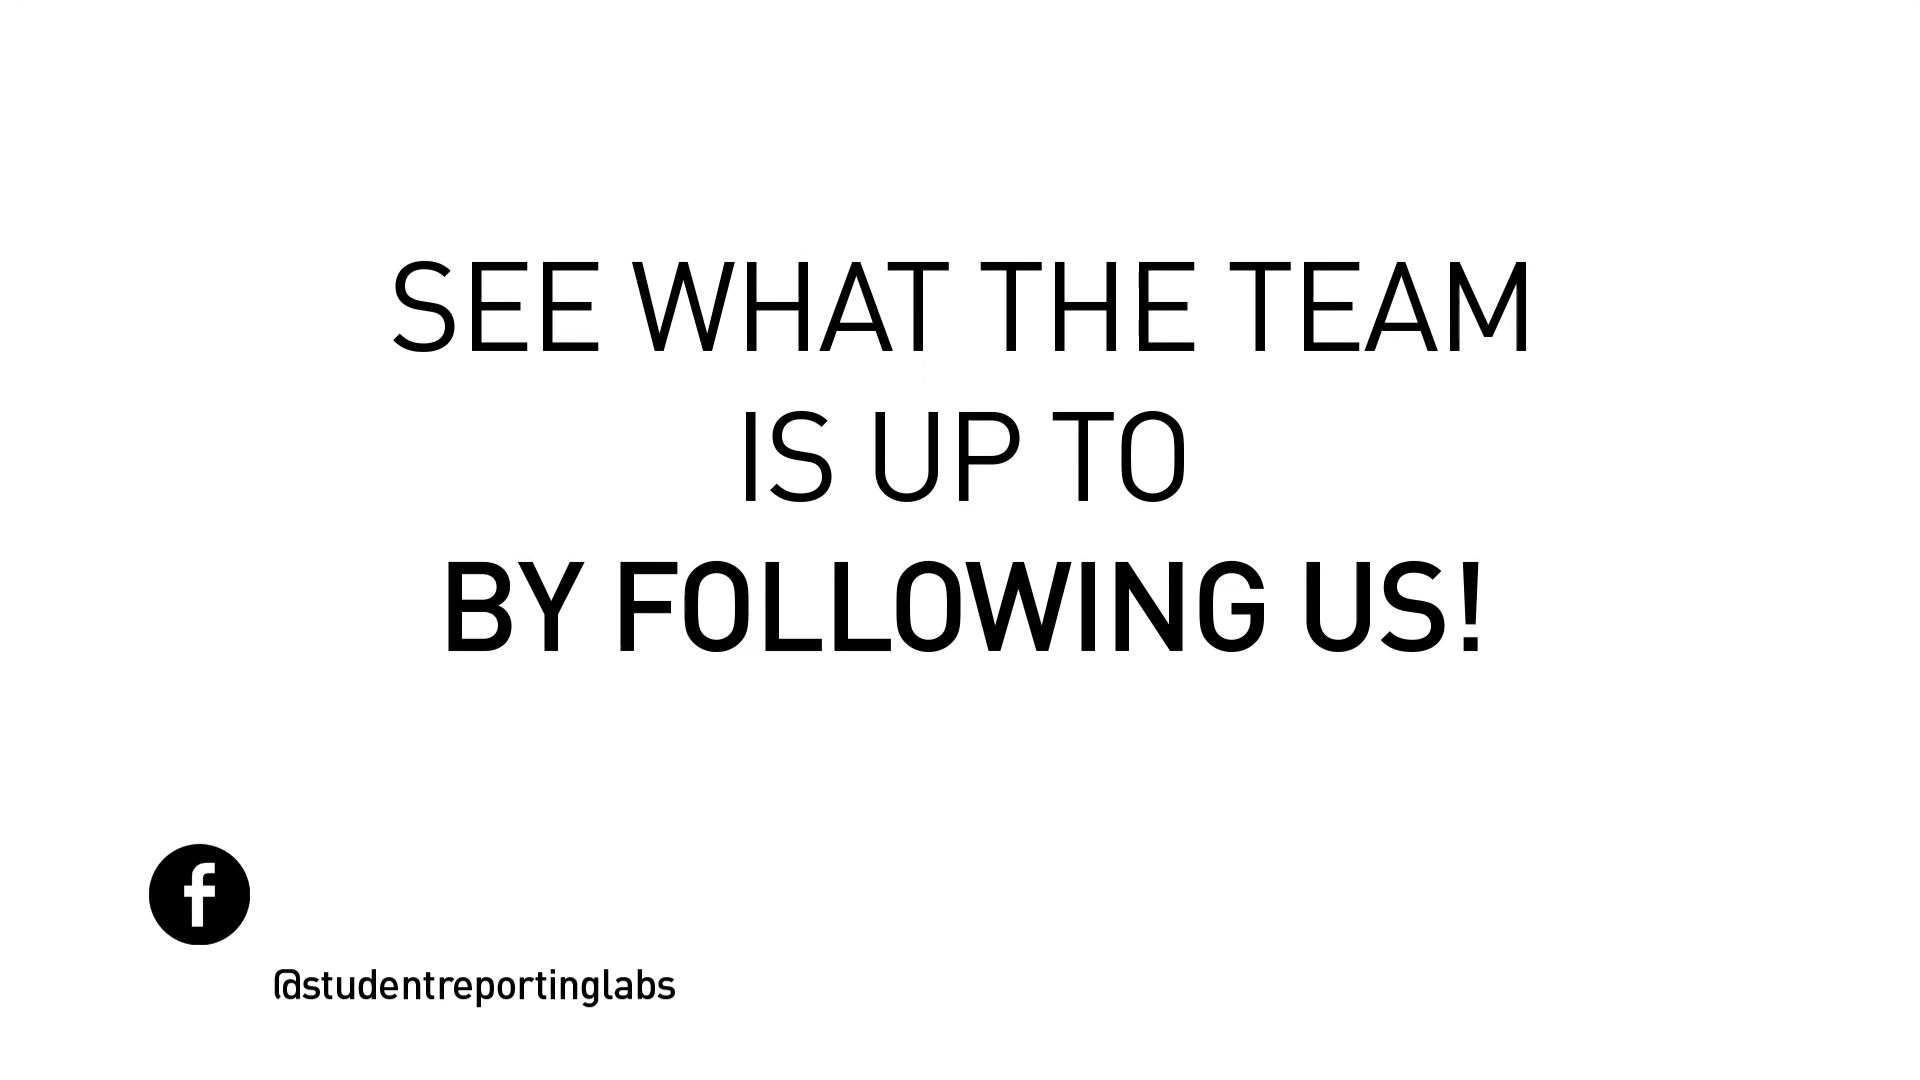 SEE WHAT THE TEAM
IS UP TO
BY FOLLOWING US!
f
@studentreportinglabs